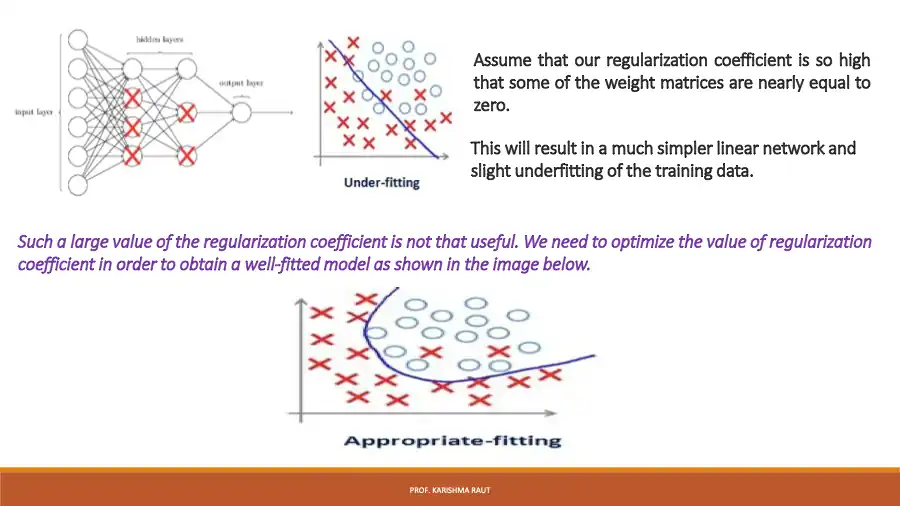 hidden layers
output layer
input layer
Under-fitting
Assume that our regularization coefficient is so high
that some of the weight matrices are nearly equal to
zero.
This will result in a much simpler linear network and
slight underfitting of the training data.
Such a large value of the regularization coefficient is not that useful. We need to optimize the value of regularization
coefficient in order to obtain a well-fitted model as shown in the image below.
Appropriate-fitting
PROF. KARISHMA RAUT